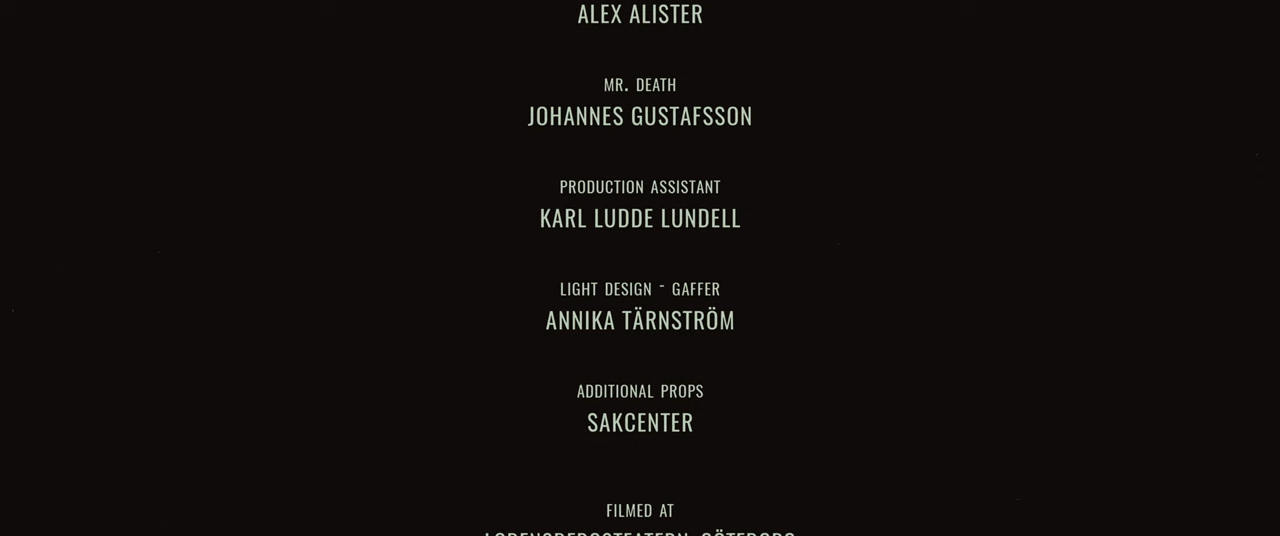 ALEX ALISTER
MR. DEATH
JOHANNES GUSTAFSSON
PRODUCTION ASSISTANT
KARL LUDDE LUNDELL
LIGHT DESIGN - GAFFER
ANNIKA TÄRNSTRÖM
ADDITIONAL PROPS
SAKCENTER
FILMED AT